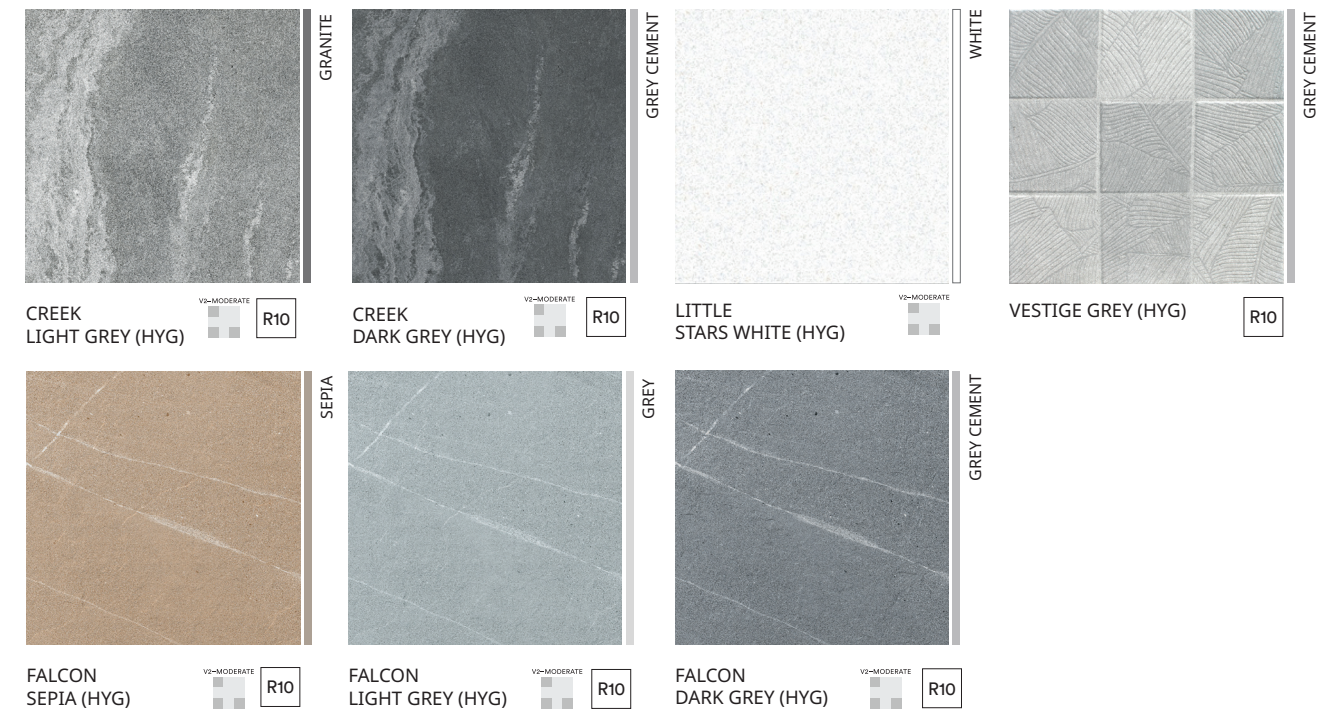 GRANITE
CREEK
LIGHT GREY (HYG)
V2–MODERATE
R10
GREY CEMENT
CREEK
DARK GREY (HYG)
V2–MODERATE
R10
WHITE
LITTLE
STARS WHITE (HYG)
V2–MODERATE
GREY CEMENT
VESTIGE GREY (HYG)
R10
SEPIA
FALCON
SEPIA (HYG)
V2–MODERATE
R10
GREY
FALCON
LIGHT GREY (HYG)
V2–MODERATE
R10
GREY CEMENT
FALCON
DARK GREY (HYG)
V2–MODERATE
R10